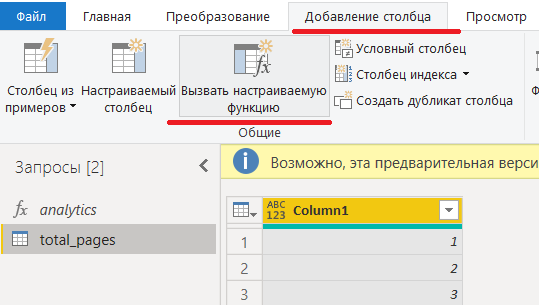 Файл Главная Преобразование Добавление столбца Просмотр
Столбец из примеров
Настраиваемый столбец
Вызвать настраиваемую функцию
Условный столбец
Столбец индекса
Создать дубликат столбца
Общие
Запросы [2]
Возможно, эта предварительная верси
fx analytics
total_pages
ABC 123 Column1
1 1
2 2
3 3